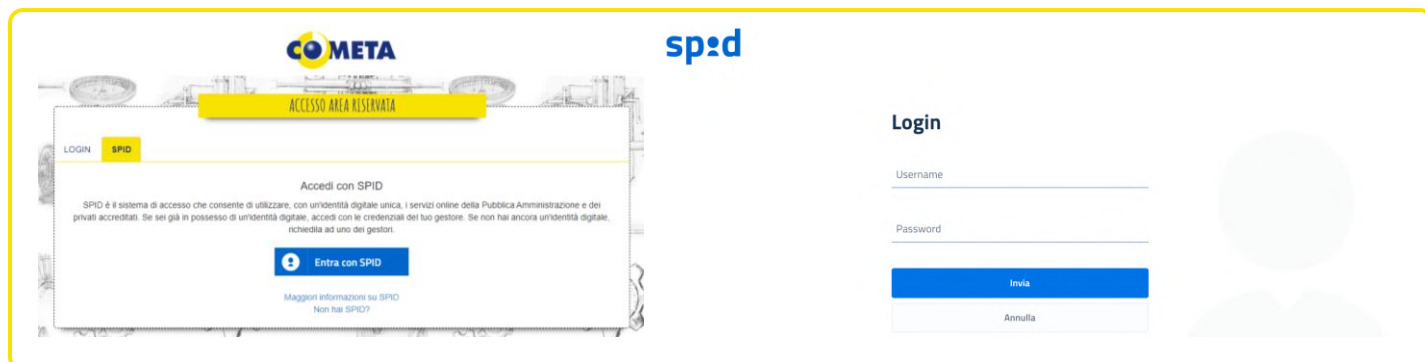 COMETA
ACCESSO AREA RISERVATA
LOGIN SPID
Accedi con SPID
SPID è il sistema di accesso che consente di utilizzare, con un'identità digitale unica, i servizi online della Pubblica Amministrazione e dei
privati accreditati. Se sei già in possesso di un'identità digitale, accedi con le credenziali del tuo gestore. Se non hai ancora un'identità digitale,
richiedila ad uno dei gestori.
Entra con SPID
Maggiori informazioni su SPID
Non hai SPID?
spid
Login
Username
Password
Invia
Annulla